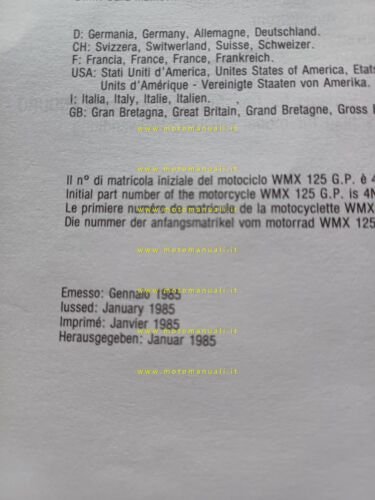 D: Germania, Germany, Allemagne, Deutschland.
CH: Svizzera, Switwerland, Suisse, Schweizer.
F: Francia, France, France, Frankreich.
USA: Stati Uniti d'America, Unites States of America, Etats
Units d'Amérique - Vereinigte Staaten von Amerika.
I: Italia, Italy, Italie, Italien.
GB: Gran Bretagna, Great Britain, Grand Bretagne, Gross
www.motomanuali.it
Il n° di matricola iniziale del motociclo WMX 125 G.P. è
Initial part number of the motorcycle WMX 125 G.P. is
www.motomanuali.it
Le primiere numero de matricule de la motocyclette WMX
Die nummer der anfangsmatrikel vom motorrad WMX 125
www.motomanuali.it
Emesso: Gennaio 1985
Iussed: January 1985
www.motomanuali.it
Imprimé: Janvier 1985
Herausgegeben: Januar 1985
www.motomanuali.it